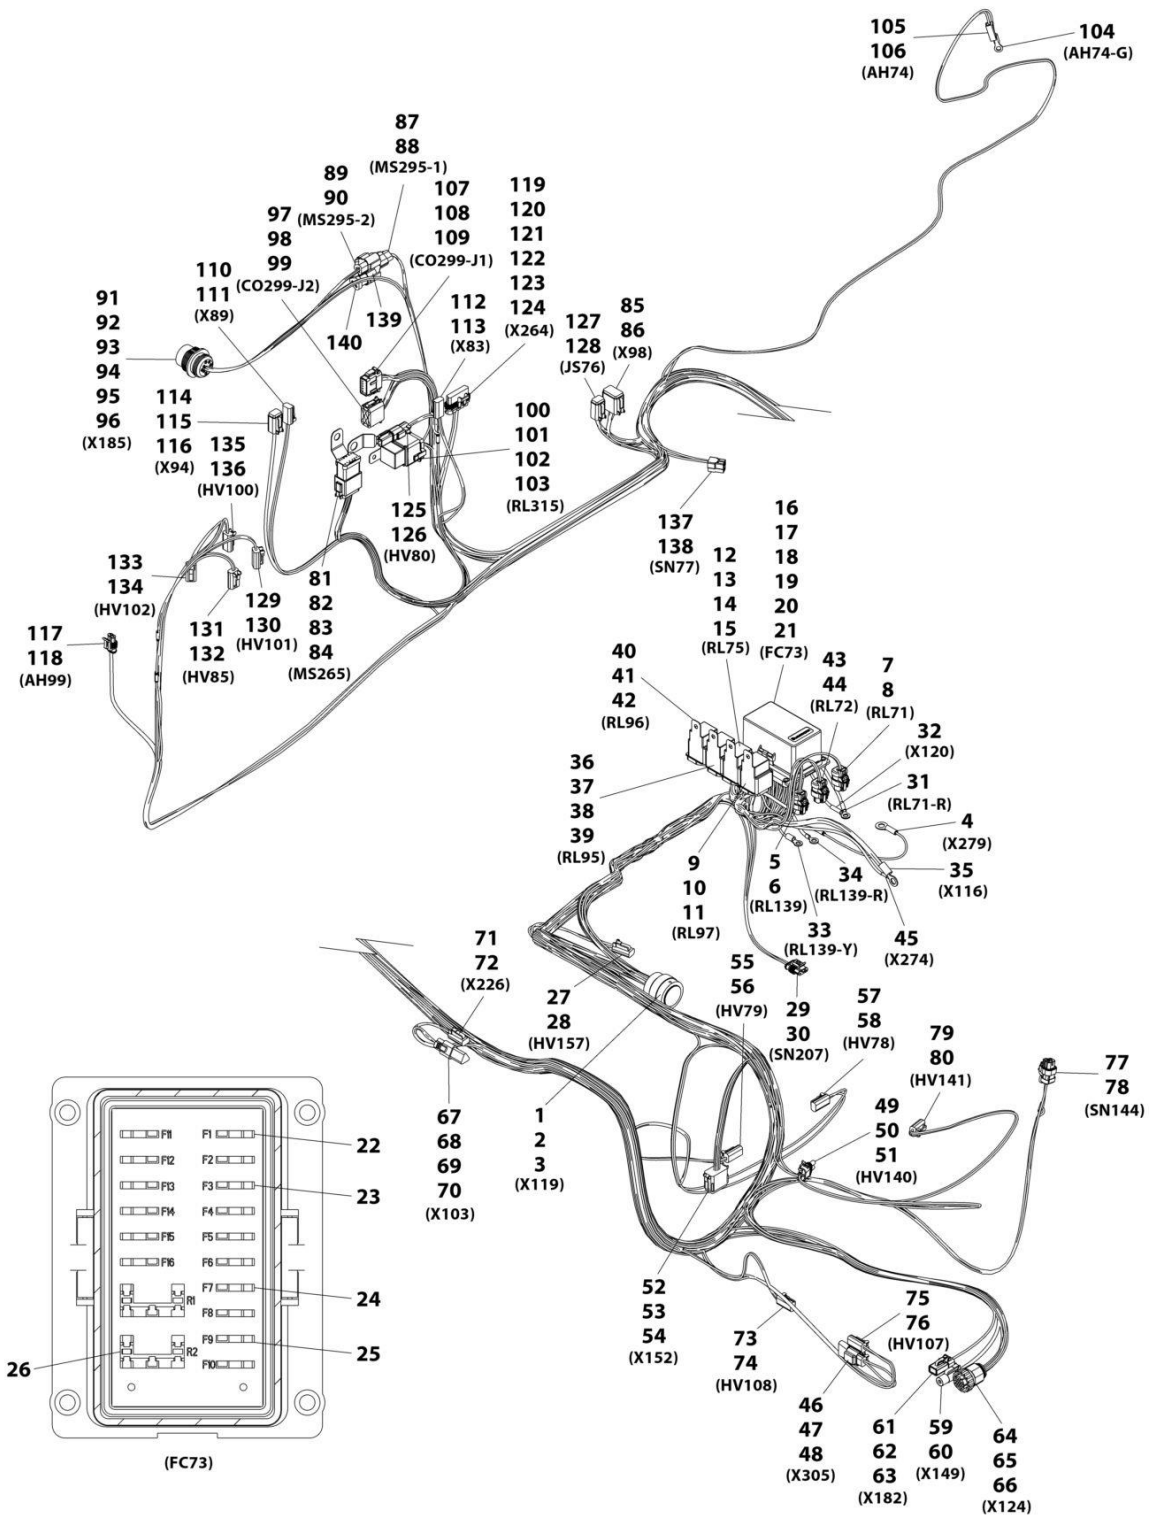 105
106
(AH74)
104
(AH74-G)
87
88
(MS295-1)
89
90
(MS295-2)
97
98
99
(CO299-J2)
107
108
109
(CO299-J1)
119
120
121
122
123
124
(X264)
110
111
(X89)
112
113
(X83)
139
140
91
92
93
94
95
96
(X185)
127
128
(JS76)
85
86
(X98)
114
115
116
(X94)
135
136
(HV100)
100
101
102
103
(RL315)
125
126
(HV80)
137
138
(SN77)
133
134
(HV102)
131
132
(HV85)
129
130
(HV101)
81
82
83
84
(MS265)
117
118
(AH99)
12
13
14
15
(RL75)
16
17
18
19
20
21
(FC73)
40
41
42
(RL96)
43
44
(RL72)
7
8
(RL71)
32
(X120)
31
(RL71-R)
4
(X279)
36
37
38
39
(RL95)
9
10
11
(RL97)
5
6
(RL139)
34
(RL139-R)
35
(X116)
33
(RL139-Y)
45
(X274)
71
72
(X226)
27
28
(HV157)
55
56
(HV79)
29
30
(SN207)
57
58
(HV78)
79
80
(HV141)
77
78
(SN144)
67
68
69
70
(X103)
1
2
3
(X119)
49
50
51
(HV140)
52
53
54
(X152)
73
74
(HV108)
75
76
(HV107)
46
47
48
(X305)
61
62
63
(X182)
59
60
(X149)
64
65
66
(X124)
F11 F1 22
F12 F2
F13 F3 23
F14 F4
F15 F5
F16 F6
F7 24
R1
F8
F9 25
26 R2
F10
(FC73)